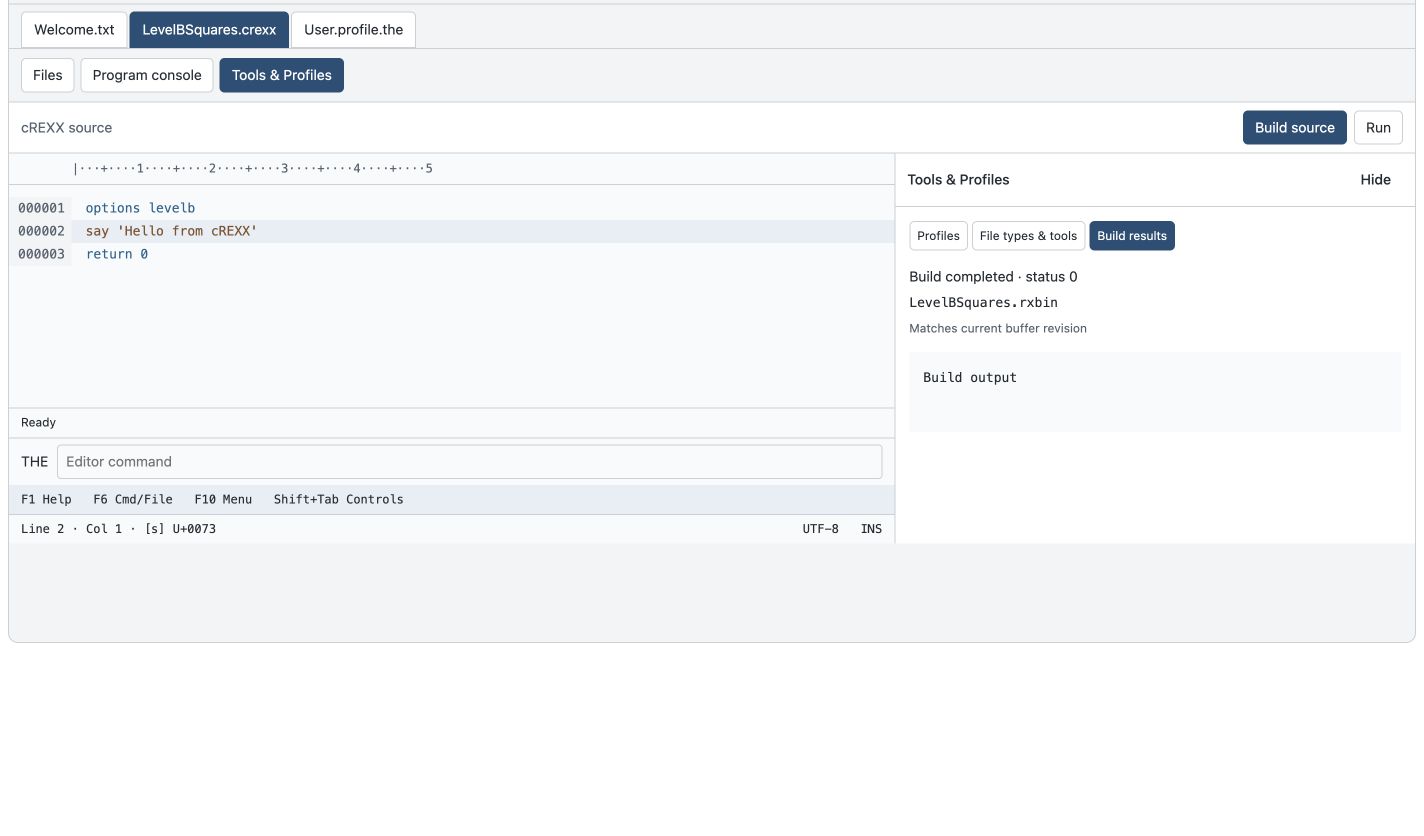 Welcome.txt LevelBSquares.crexx User.profile.the
Files Program console Tools & Profiles
cREXX source Build source Run
|···+····1····+····2····+····3····+····4····+····5
000001 options levelb
000002 say 'Hello from cREXX'
000003 return 0
Ready
THE Editor command
F1 Help F6 Cmd/File F10 Menu Shift+Tab Controls
Line 2 · Col 1 · [s] U+0073 UTF-8 INS
Tools & Profiles Hide
Profiles File types & tools Build results
Build completed · status 0
LevelBSquares.rxbin
Matches current buffer revision
Build output